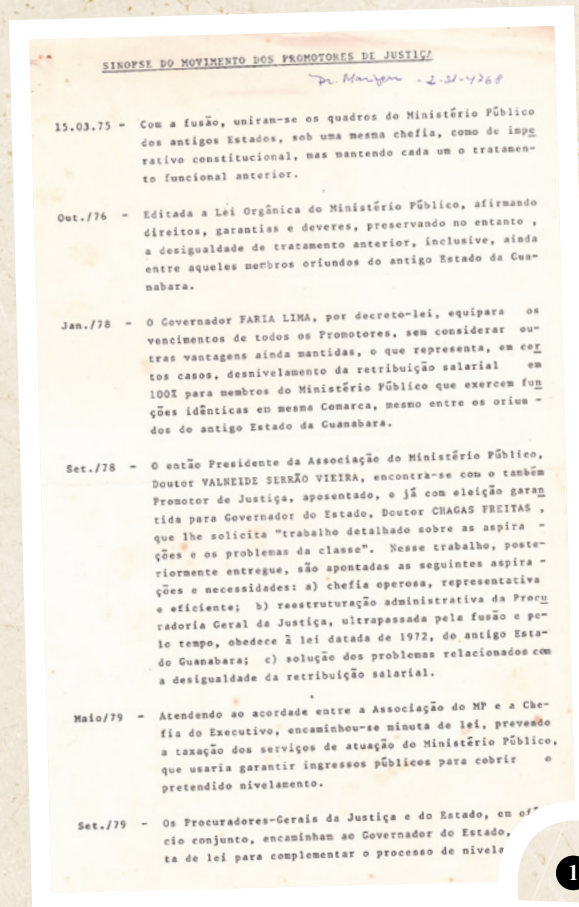 SINOPSE DO MOVIMENTO DOS PROMOTORES DE JUSTIÇA
15.03.75 - Com a fusão, uniram-se os quadros do Ministério Público
dos antigos Estados, sob uma mesma chefia, como de impe
rativo constitucional, mas mantendo cada um o tratamen-
to funcional anterior.
Out./76 - Editada a Lei Orgânica do Ministério Público, afirmando
direitos, garantias e deveres, preservando no entanto ,
a desigualdade de tratamento anterior, inclusive, ainda
entre aqueles membros oriundos do antigo Estado da Gua-
nabara.
Jan./78 - O Governador FARIA LIMA, por decreto-lei, equipara os
vencimentos de todos os Promotores, sem considerar ou-
tras vantagens ainda mantidas, o que representa, em cer
tos casos, desnivelamento da retribuição salarial em
100% para membros do Ministério Público que exercem fun
ções idênticas em mesma Comarca, mesmo entre os oriun -
dos do antigo Estado da Guanabara.
Set./78 - O então Presidente da Associação do Ministério Público,
Doutor VALNEIDE SERRÃO VIEIRA, encontra-se com o também
Promotor de Justiça, aposentado, e já com eleição garan
tida para Governador do Estado, Doutor CHAGAS FREITAS ,
que lhe solicita "trabalho detalhado sobre as aspira -
ções e os problemas da classe". Nesse trabalho, poste-
riormente entregue, são apontadas as seguintes aspira -
ções e necessidades: a) chefia operosa, representativa
e eficiente; b) reestruturação administrativa da Procu
radoria Geral da Justiça, ultrapassada pela fusão e pe-
lo tempo, obedece à lei datada de 1972, do antigo Esta-
do Guanabara; c) solução dos problemas relacionados com
a desigualdade da retribuição salarial.
Maio/79 - Atendendo ao acordade entre a Associação do MP e a Che-
fia do Executivo, encaminhou-se minuta de lei, prevendo
a taxação dos serviços de atuação do Ministério Público,
que usaria garantir ingressos públicos para cobrir o
pretendido nivelamento.
Set./79 - Os Procuradores-Gerais da Justiça e do Estado, em ofí
cio conjunto, encaminham ao Governador do Estado,
ta de lei para complementar o processo de nivela
1